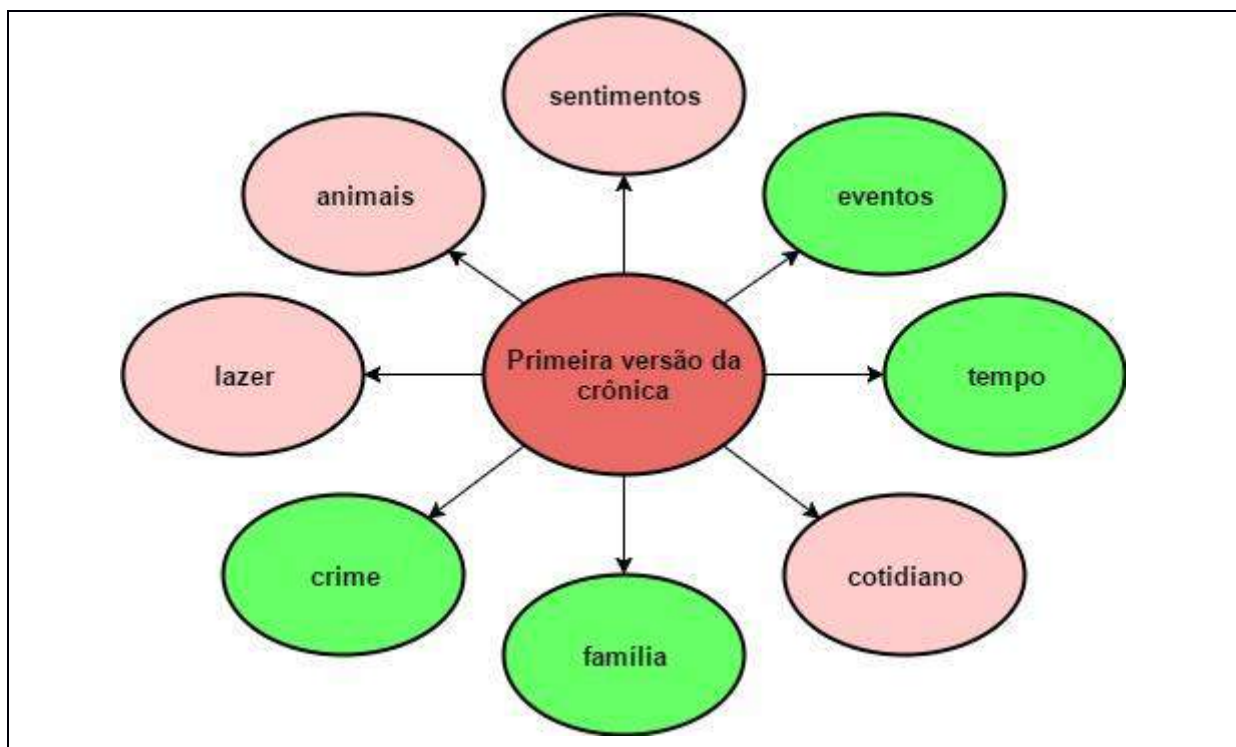 sentimentos
animais
eventos
lazer
Primeira versão da
crônica
tempo
crime
cotidiano
família